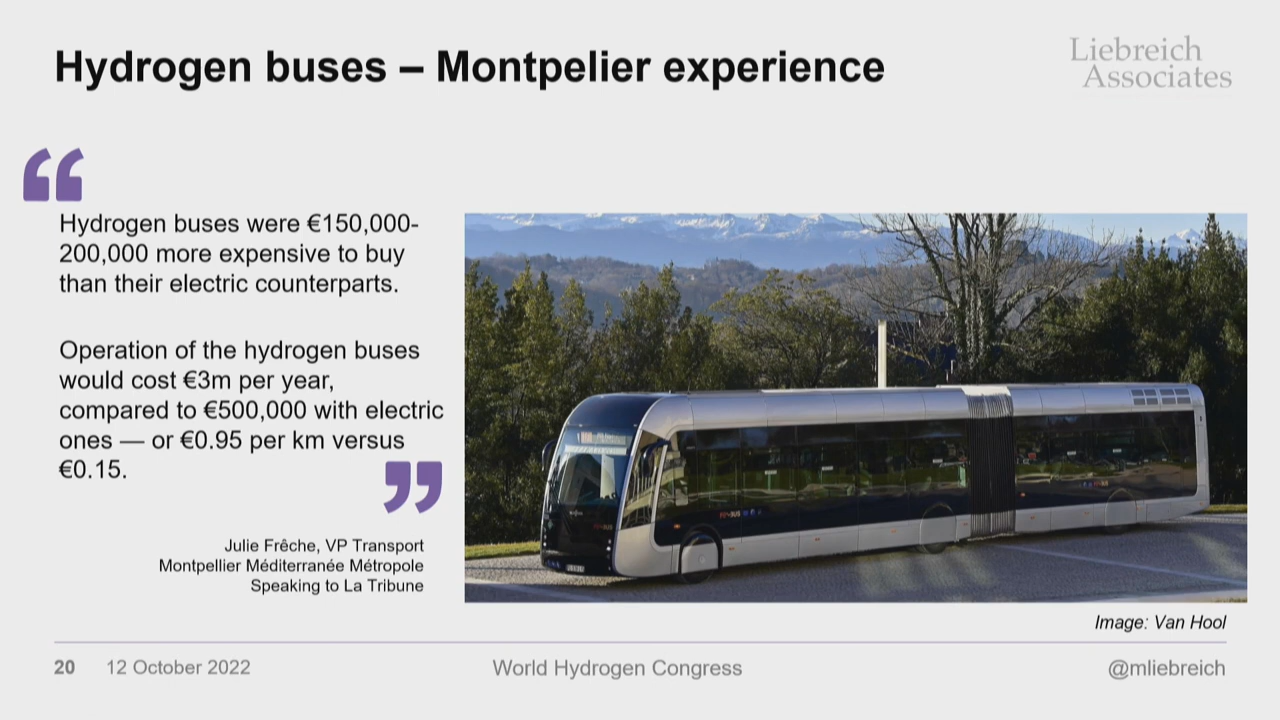 Hydrogen buses – Montpelier experience
Liebreich
Associates
“
Hydrogen buses were €150,000-
200,000 more expensive to buy
than their electric counterparts.
Operation of the hydrogen buses
would cost €3m per year,
compared to €500,000 with electric
ones — or €0.95 per km versus
€0.15.
”
Julie Frêche, VP Transport
Montpellier Méditerranée Métropole
Speaking to La Tribune
Image: Van Hool
20 12 October 2022 World Hydrogen Congress @mliebreich